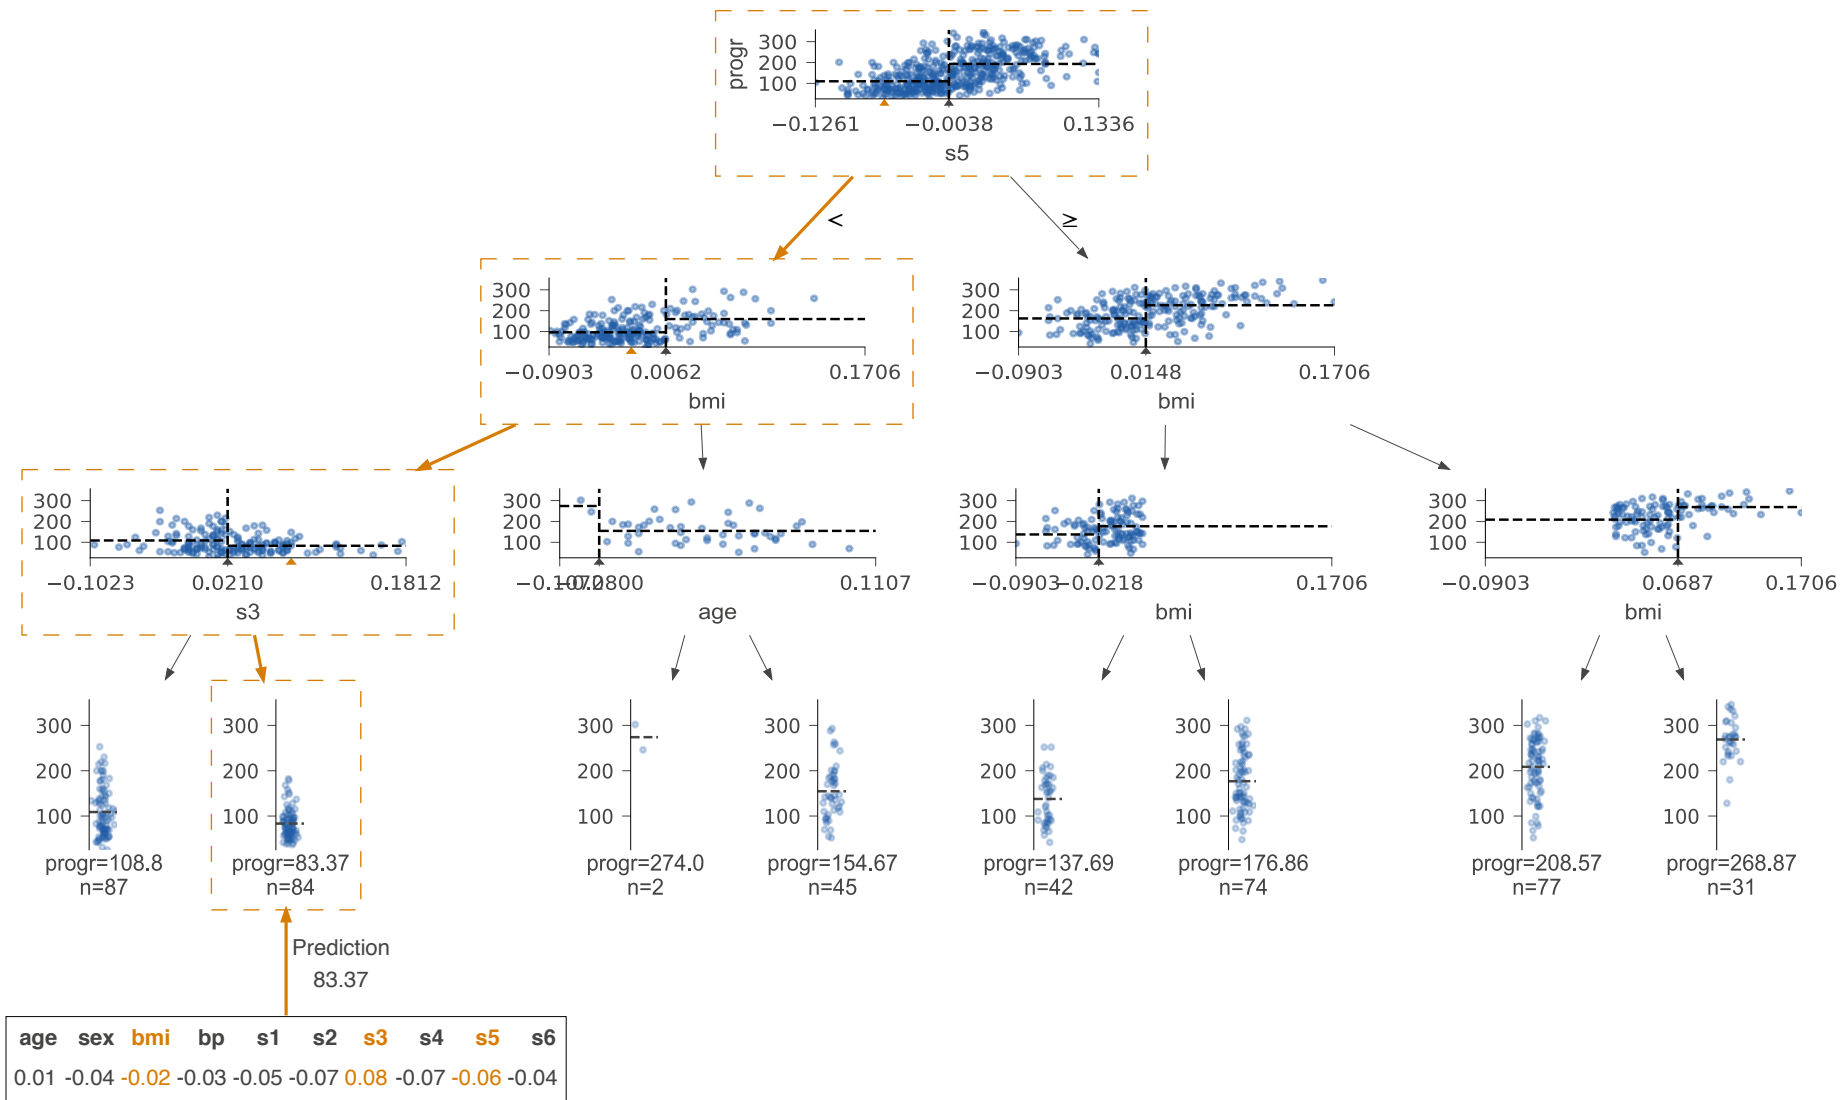 progr
300
200
100
−0.1261 −0.0038 0.1336
s5
< ≥
300
200
100
−0.0903 0.0062 0.1706
bmi
300
200
100
−0.0903 0.0148 0.1706
bmi
300
200
100
−0.1023 0.0210 0.1812
s3
300
200
100
0.1107
age
300
200
100
−0.0903 −0.0218 0.1706
bmi
300
200
100
−0.0903 0.0687 0.1706
bmi
300
200
100
progr=108.8
n=87
300
200
100
progr=83.37
n=84
300
200
100
progr=274.0
n=2
300
200
100
progr=154.67
n=45
300
200
100
progr=137.69
n=42
300
200
100
progr=176.86
n=74
300
200
100
progr=208.57
n=77
300
200
100
progr=268.87
n=31
Prediction
83.37
age sex bmi bp s1 s2 s3 s4 s5 s6
0.01 -0.04 -0.02 -0.03 -0.05 -0.07 0.08 -0.07 -0.06 -0.04